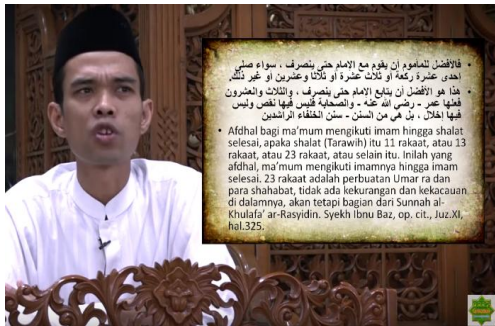 فالأفضل للمأموم أن يقوم مع الإمام حتى ينصرف ، سواء صلى
إحدى عشرة ركعة أو ثلاث عشرة أو ثلاثا وعشرين أو غير ذلك.
هذا هو الأفضل أن يتابع الإمام حتى ينصرف ، والثلاث والعشرون
فعلها عمر - رضي الله عنه - والصحابة فليس فيها نقص وليس
فيها إخلال ، بل هي من السنن - سنن الخلفاء الراشدين
Afdhal bagi ma'mum mengikuti imam hingga shalat
selesai, apaka shalat (Tarawih) itu 11 rakaat, atau 13
rakaat, atau 23 rakaat, atau selain itu. Inilah yang
afdhal, ma'mum mengikuti imamnya hingga imam
selesai. 23 rakaat adalah perbuatan Umar ra dan
para shahabat, tidak ada kekurangan dan kekacauan
di dalamnya, akan tetapi bagian dari Sunnah al-
Khulafa' ar-Rasyidin. Syekh Ibnu Baz, op. cit., Juz.XI,
hal.325.